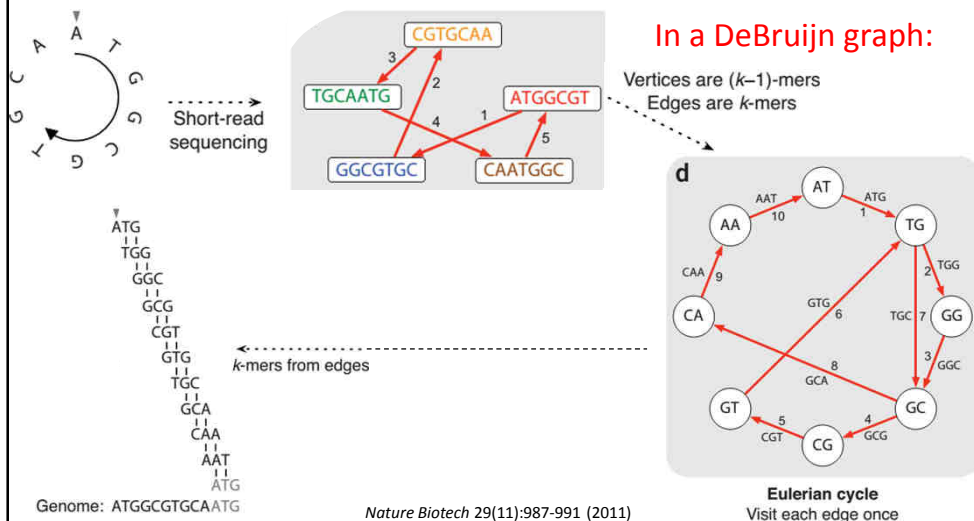 In a DeBruijn graph:
Vertices are (k–1)-mers
Edges are k-mers
A
T
G
G
C
G
T
G
C
A
Short-read
sequencing
CGTGCAA
3
2
TGCAATG
ATGGCGT
4
1
5
GGCGTGC
CAATGGC
d
AT
AAT
10
ATG
1
AA
TG
CAA
9
2
TGG
GTG
6
TGC
7
CA
GG
3
GGC
8
GCA
GT
GC
5
CGT
4
GCG
CG
Eulerian cycle
Visit each edge once
k-mers from edges
ATG
TGG
GGC
GCG
CGT
GTG
TGC
GCA
CAA
AAT
ATG
Genome: ATGGCGTGCAATG
Nature Biotech 29(11):987-991 (2011)